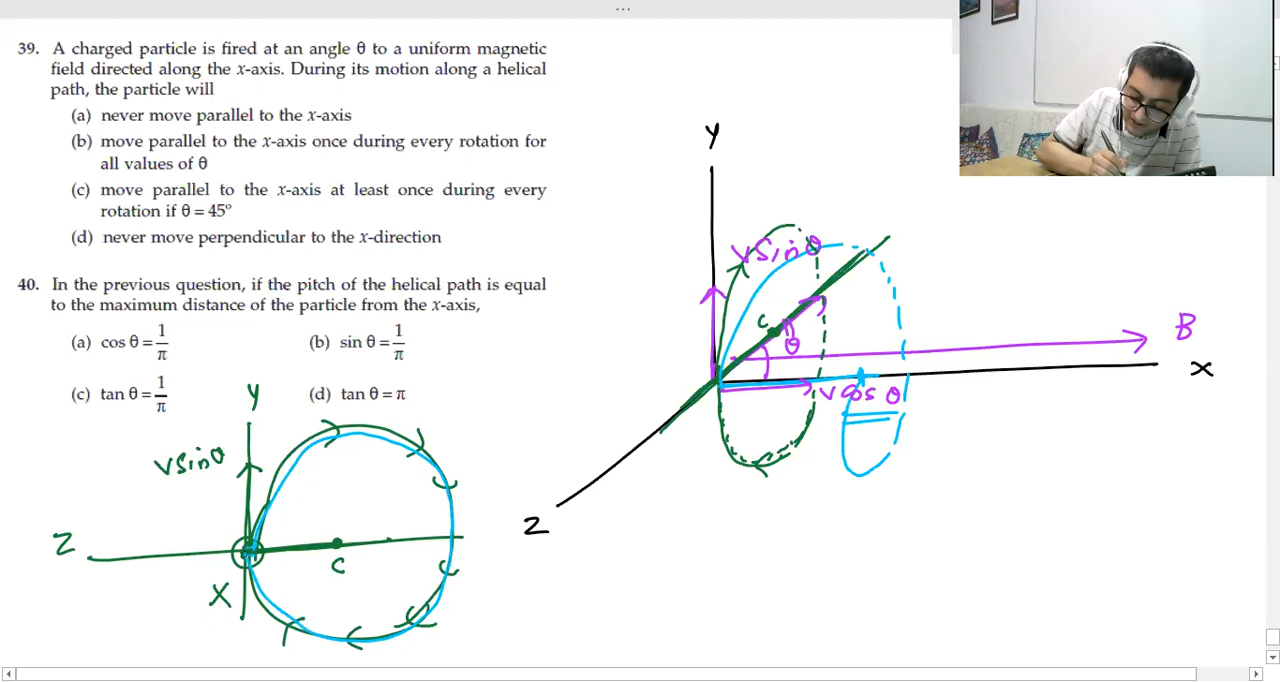 39. A charged particle is fired at an angle θ to a uniform magnetic
field directed along the x-axis. During its motion along a helical
path, the particle will
(a) never move parallel to the x-axis
(b) move parallel to the x-axis once during every rotation for
all values of θ
(c) move parallel to the x-axis at least once during every
rotation if θ = 45°
(d) never move perpendicular to the x-direction
40. In the previous question, if the pitch of the helical path is equal
to the maximum distance of the particle from the x-axis,
(a) cos θ = 1/π
(b) sin θ = 1/π
(c) tan θ = 1/π
(d) tan θ = π
Y
V sinθ
Z
C
X
Y
V Sinθ
C
θ
B
X
V cos θ
Z